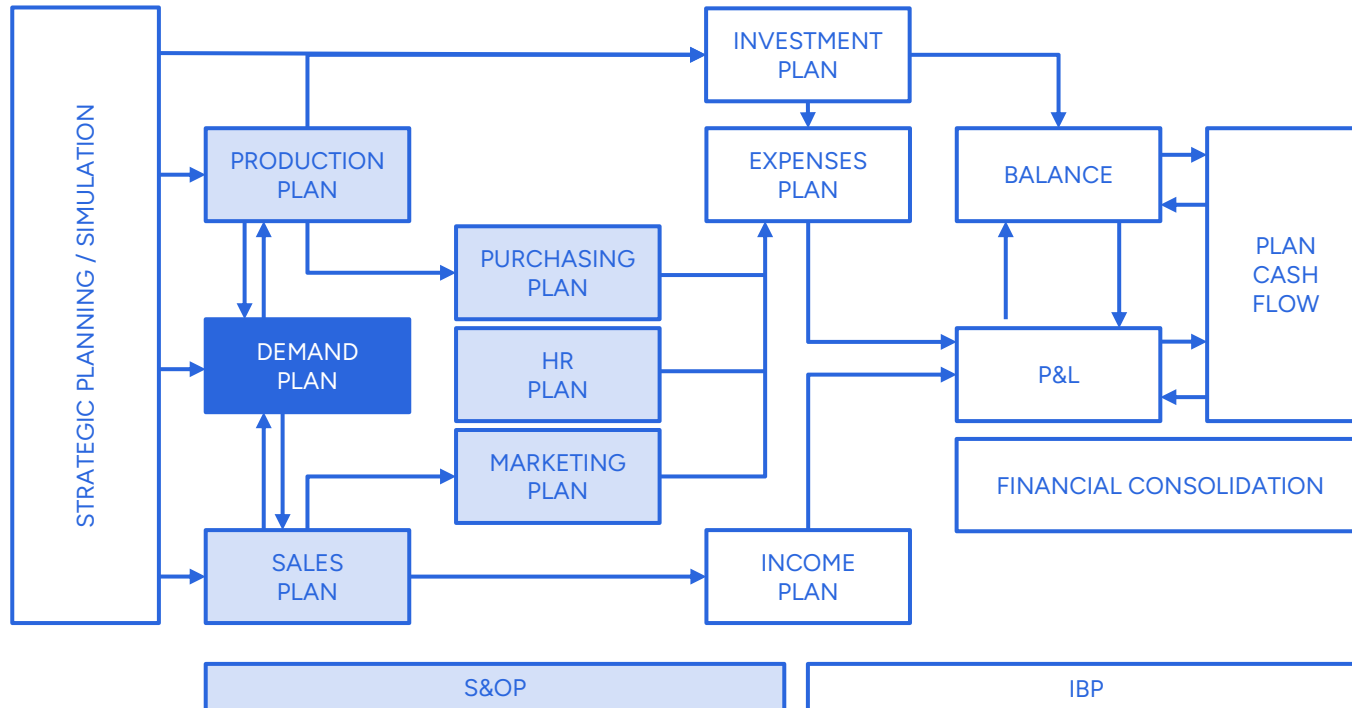 STRATEGIC PLANNING / SIMULATION
INVESTMENT
PLAN
PRODUCTION
PLAN
EXPENSES
PLAN
BALANCE
PLAN
CASH
FLOW
PURCHASING
PLAN
DEMAND
PLAN
HR
PLAN
P&L
MARKETING
PLAN
FINANCIAL CONSOLIDATION
SALES
PLAN
INCOME
PLAN
S&OP
IBP